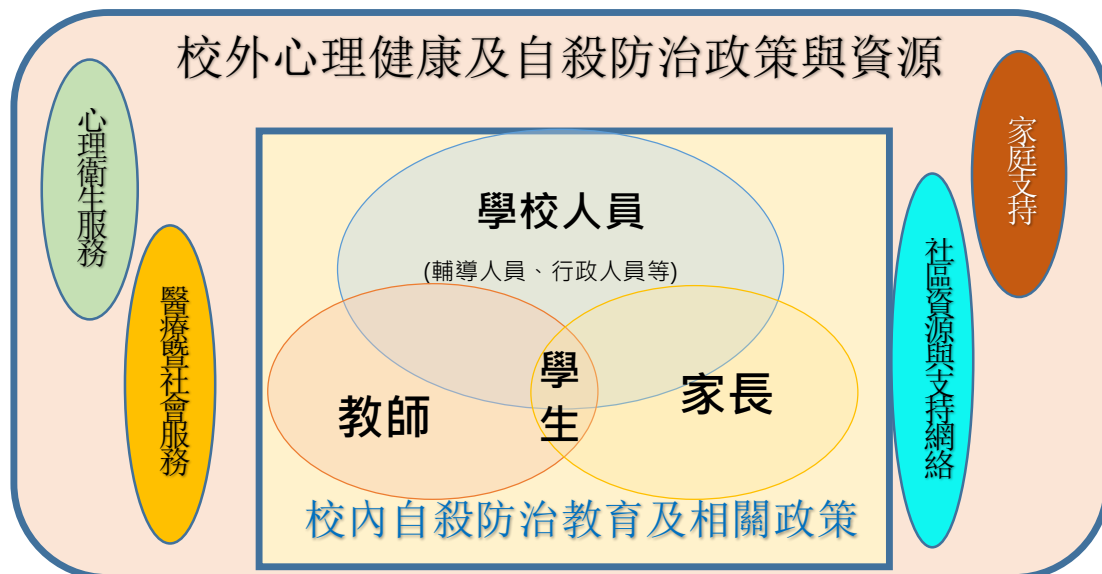 校外心理健康及自殺防治政策與資源
心理衛生服務
醫療暨社會服務
學校人員
(輔導人員、行政人員等)
教師
學
生
家長
校內自殺防治教育及相關政策
社區資源與支持網絡
家庭支持